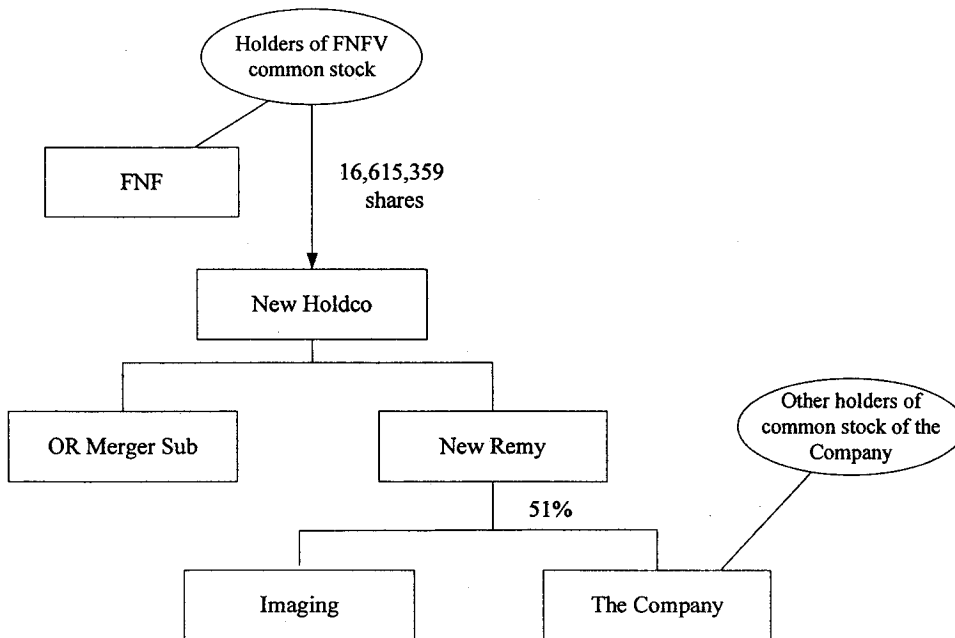 Holders of FNFV
common stock
FNF
16,615,359
shares
New Holdco
OR Merger Sub
New Remy
Other holders of
common stock of the
Company
51%
Imaging
The Company